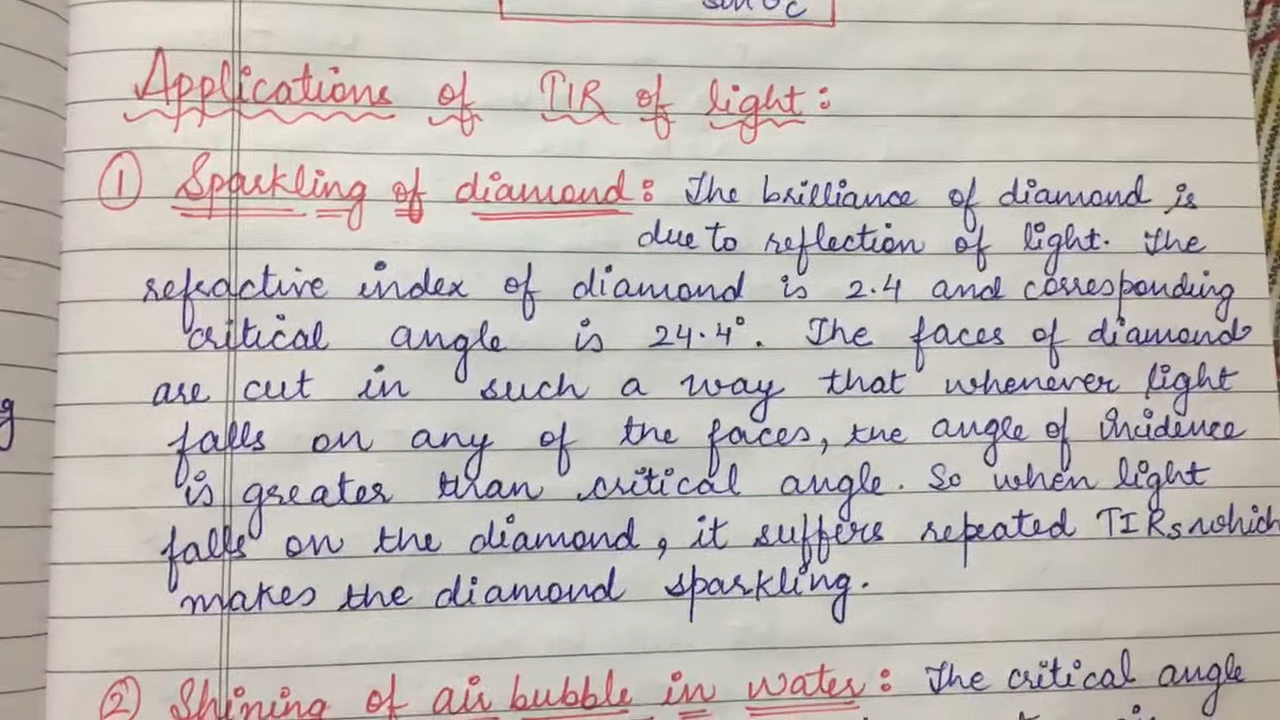 sin θc
Applications of TIR of light:
① Sparkling of diamond: The brilliance of diamond is
due to reflection of light. The
refractive index of diamond is 2.4 and corresponding
critical angle is 24.4°. The faces of diamond
are cut in such a way that whenever light
falls on any of the faces, the angle of incidence
is greater than critical angle. So when light
falls on the diamond, it suffers repeated TIRs which
makes the diamond sparkling.
② Shining of air bubble in water: The critical angle